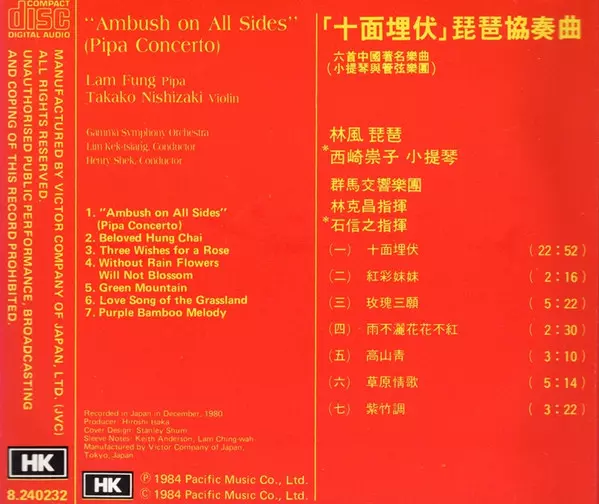 COMPACT
disc
DIGITAL AUDIO
MANUFACTURED BY VICTOR COMPANY OF JAPAN, LTD. (JVC)
ALL RIGHTS RESERVED.
UNAUTHORISED PUBLIC PERFORMANCE, BROADCASTING
AND COPING OF THIS RECORD PROHIBITED.
HK
8.240232
"Ambush on All Sides"
(Pipa Concerto)
Lam Fung Pipa
Takako Nishizaki Violin
Gamma Symphony Orchestra
Lim Kek-tsiang, Conductor
Henry Shek, Conductor
1. "Ambush on All Sides"
(Pipa Concerto)
2. Beloved Hung Chai
3. Three Wishes for a Rose
4. Without Rain Flowers
Will Not Blossom
5. Green Mountain
6. Love Song of the Grassland
7. Purple Bamboo Melody
Recorded in Japan in December, 1980
Producer: Hiroshi Isaka
Cover Design: Stanley Shum
Sleeve Notes: Keith Anderson, Lam Ching-wah
Manufactured by Victor Company of Japan,
Tokyo, Japan
HK
Ⓟ 1984 Pacific Music Co., Ltd.
© 1984 Pacific Music Co., Ltd.
「十面埋伏」琵琶協奏曲
六首中國著名樂曲
(小提琴與管弦樂團)
林風 琵琶
*西崎崇子 小提琴
群馬交響樂團
林克昌指揮
*石信之指揮
(一) 十面埋伏 (22:52)
(二) 紅彩妹妹 (2:16)
(三) 玫瑰三願 (5:22)
(四) 雨不灑花花不紅 (2:30)
(五) 高山靑 (3:10)
(六) 草原情歌 (5:14)
(七) 紫竹調 (3:22)